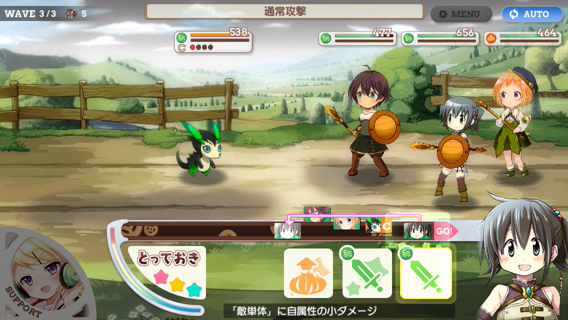 WAVE 3/3 5
通常攻撃
MENU
AUTO
538
C
477
656
464
C
GO!
とっておき
SUPPORT
「敵単体」に自属性の小ダメージ